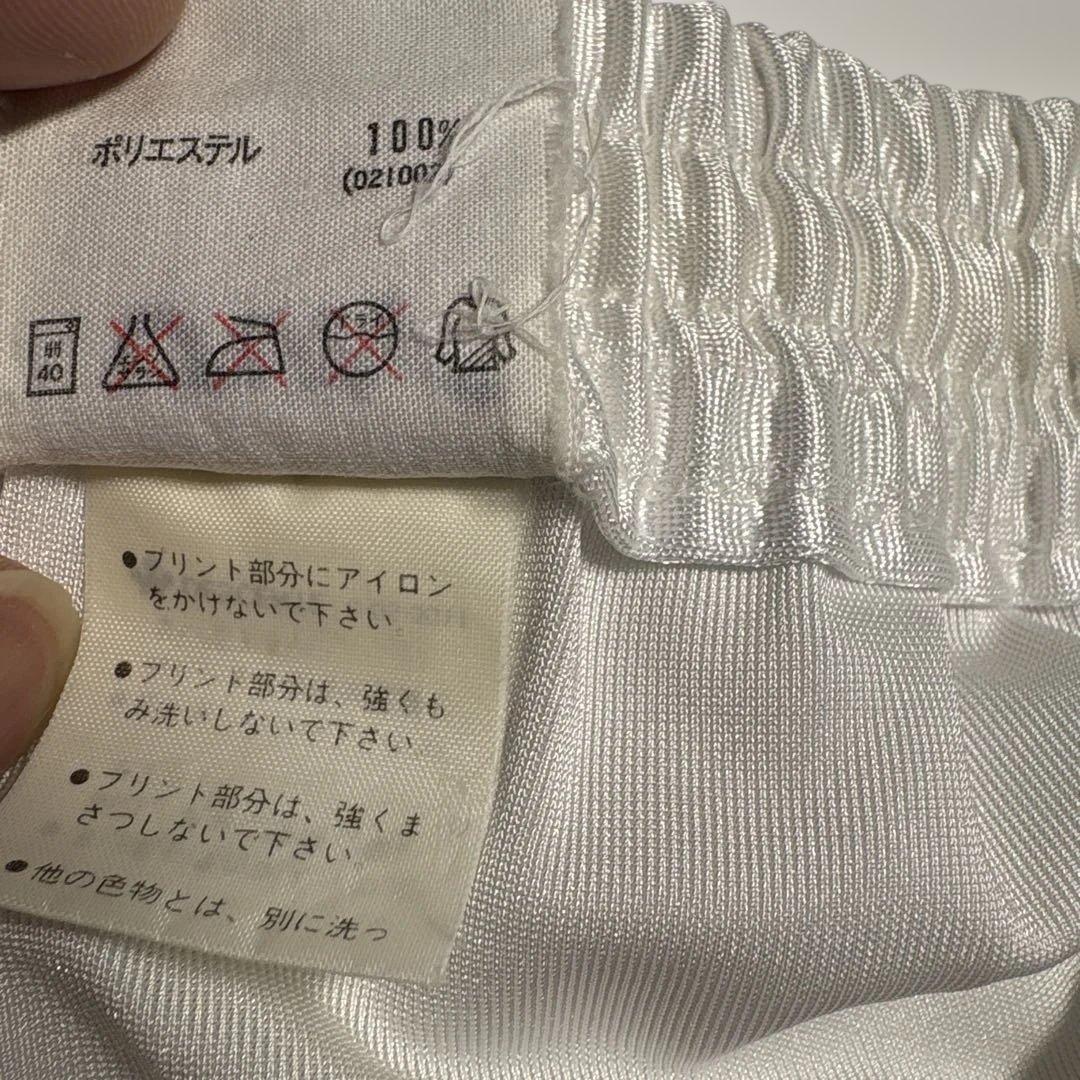 ポリエステル 100%
弱
40
ドライ
●プリント部分にアイロン
をかけないで下さい
●プリント部分は、強くも
み洗いしないで下さい
●プリント部分は、強くま
さつしないで下さい
●他の色物とは、別に洗っ